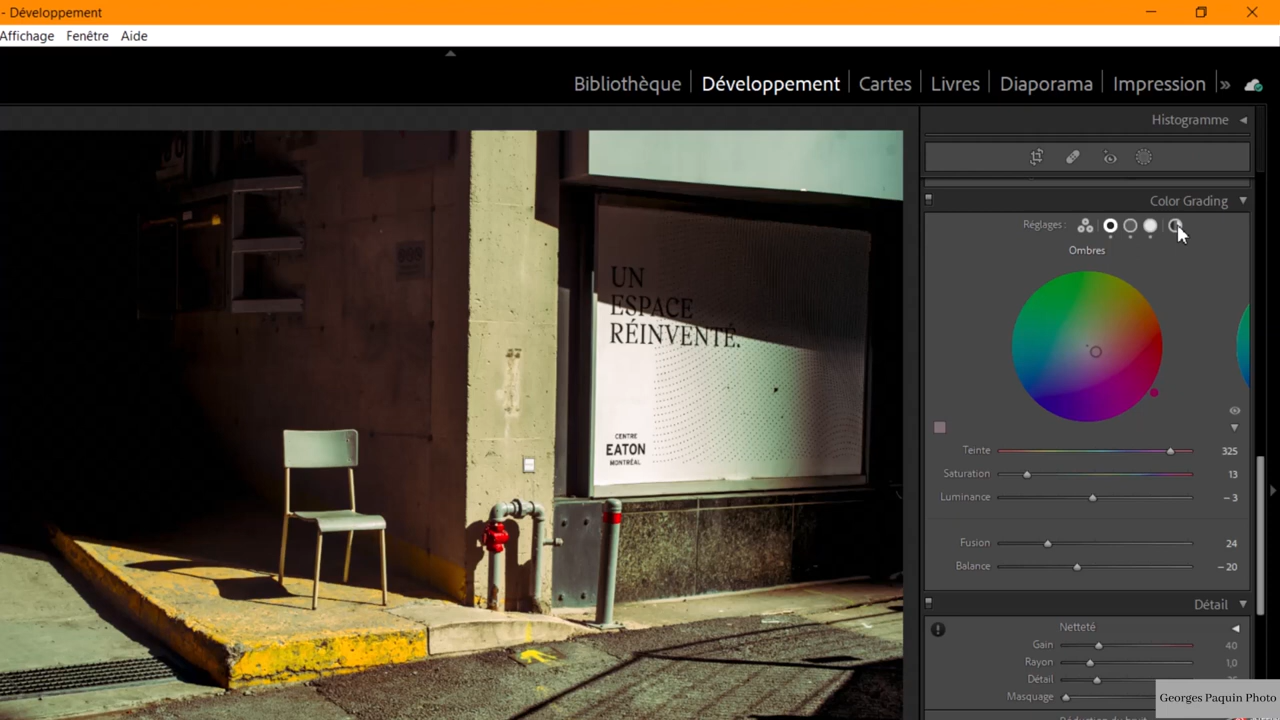 - Développement
Affichage Fenêtre Aide
Bibliothèque Développement Cartes Livres Diaporama Impression »
Histogramme
Color Grading
Réglages :
Ombres
UN
ESPACE
RÉINVENTÉ.
CENTRE
EATON
MONTRÉAL
Teinte 325
Saturation 13
Luminance – 3
Fusion 24
Balance – 20
Détail
Netteté
Gain 40
Rayon 1,0
Détail
Masquage
Georges Paquin Photo